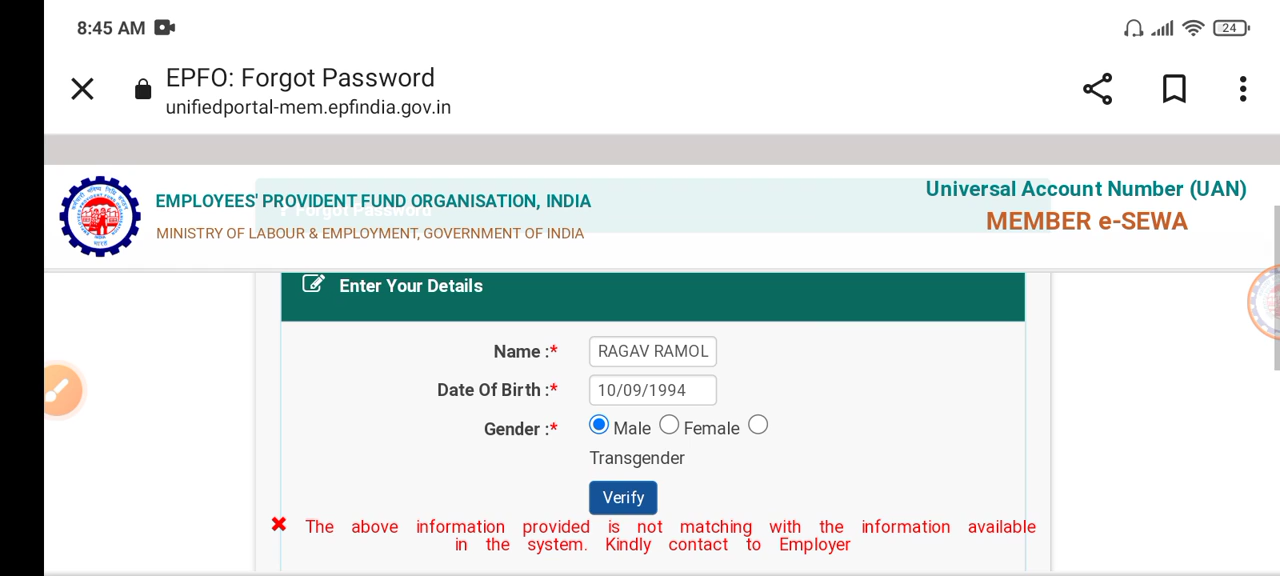 8:45 AM
24
EPFO: Forgot Password
unifiedportal-mem.epfindia.gov.in
EMPLOYEES' PROVIDENT FUND ORGANISATION, INDIA
Universal Account Number (UAN)
Forgot Password
MEMBER e-SEWA
MINISTRY OF LABOUR & EMPLOYMENT, GOVERNMENT OF INDIA
Enter Your Details
Name :* RAGAV RAMOL
Date Of Birth :* 10/09/1994
Gender :* Male Female
Transgender
Verify
The above information provided is not matching with the information available
in the system. Kindly contact to Employer